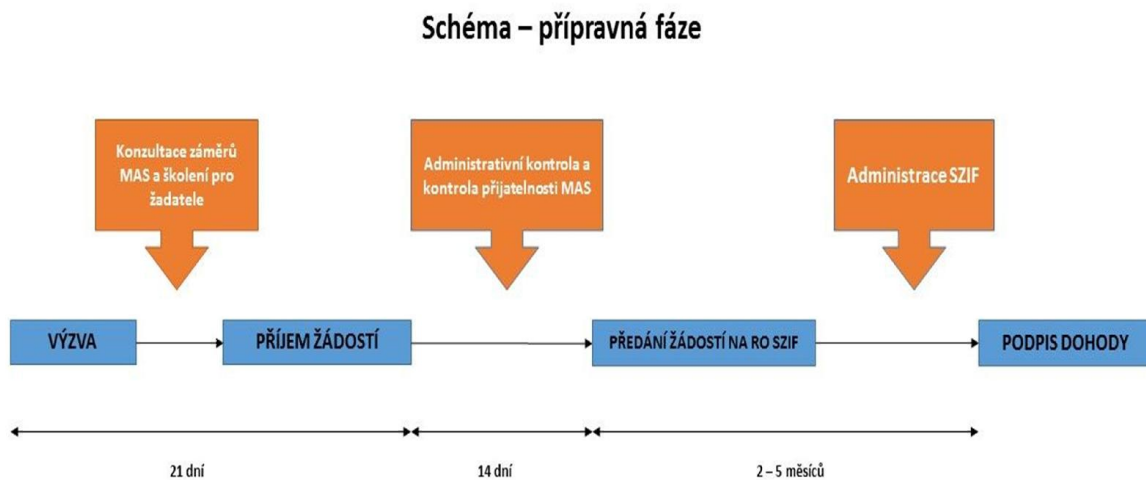 Schéma – přípravná fáze
Konzultace záměrů
MAS a školení pro
žadatele
Administrativní kontrola a
kontrola přijatelnosti MAS
Administrace SZIF
VÝZVA
PŘÍJEM ŽÁDOSTÍ
PŘEDÁNÍ ŽÁDOSTÍ NA RO SZIF
PODPIS DOHODY
21 dní
14 dní
2 – 5 měsíců